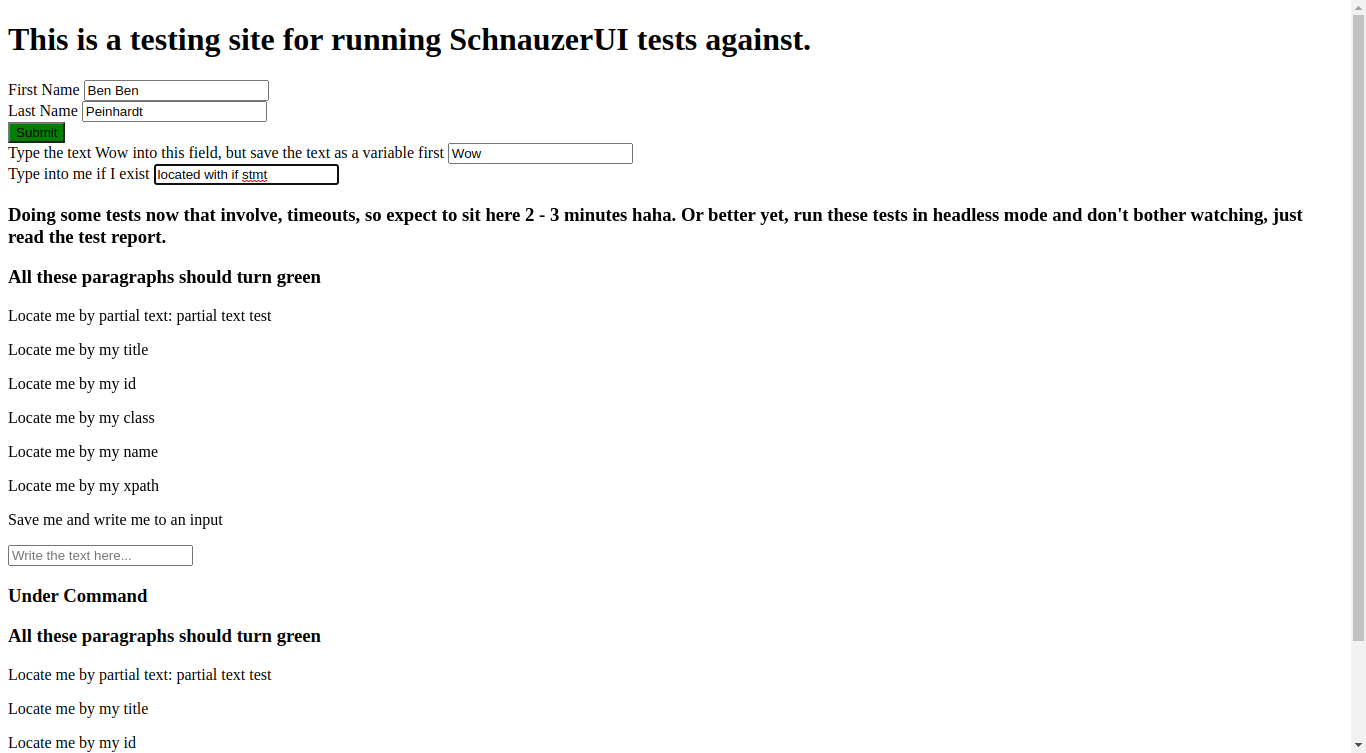 This is a testing site for running SchnauzerUI tests against.
First Name Ben Ben
Last Name Peinhardt
Submit
Type the text Wow into this field, but save the text as a variable first Wow
Type into me if I exist located with if stmt
Doing some tests now that involve, timeouts, so expect to sit here 2 - 3 minutes haha. Or better yet, run these tests in headless mode and don't bother watching, just
read the test report.
All these paragraphs should turn green
Locate me by partial text: partial text test
Locate me by my title
Locate me by my id
Locate me by my class
Locate me by my name
Locate me by my xpath
Save me and write me to an input
Write the text here...
Under Command
All these paragraphs should turn green
Locate me by partial text: partial text test
Locate me by my title
Locate me by my id